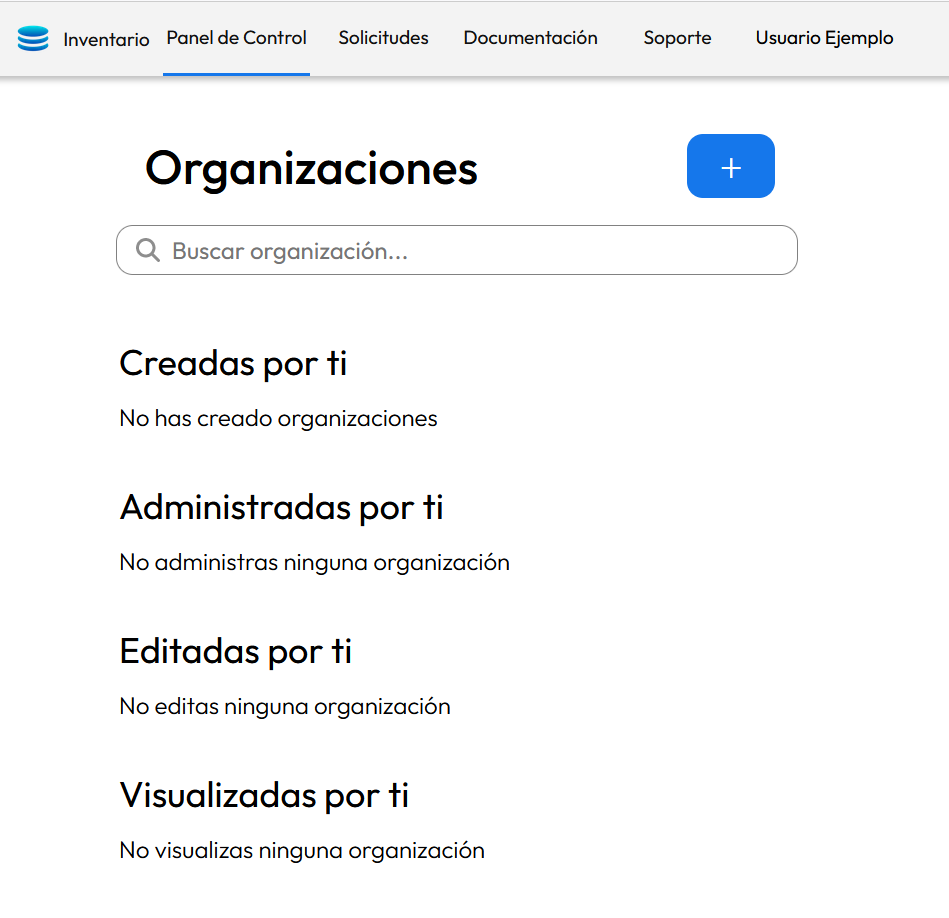 Inventario Panel de Control Solicitudes Documentación Soporte Usuario Ejemplo
Organizaciones +
Buscar organización...
Creadas por ti
No has creado organizaciones
Administradas por ti
No administras ninguna organización
Editadas por ti
No editas ninguna organización
Visualizadas por ti
No visualizas ninguna organización